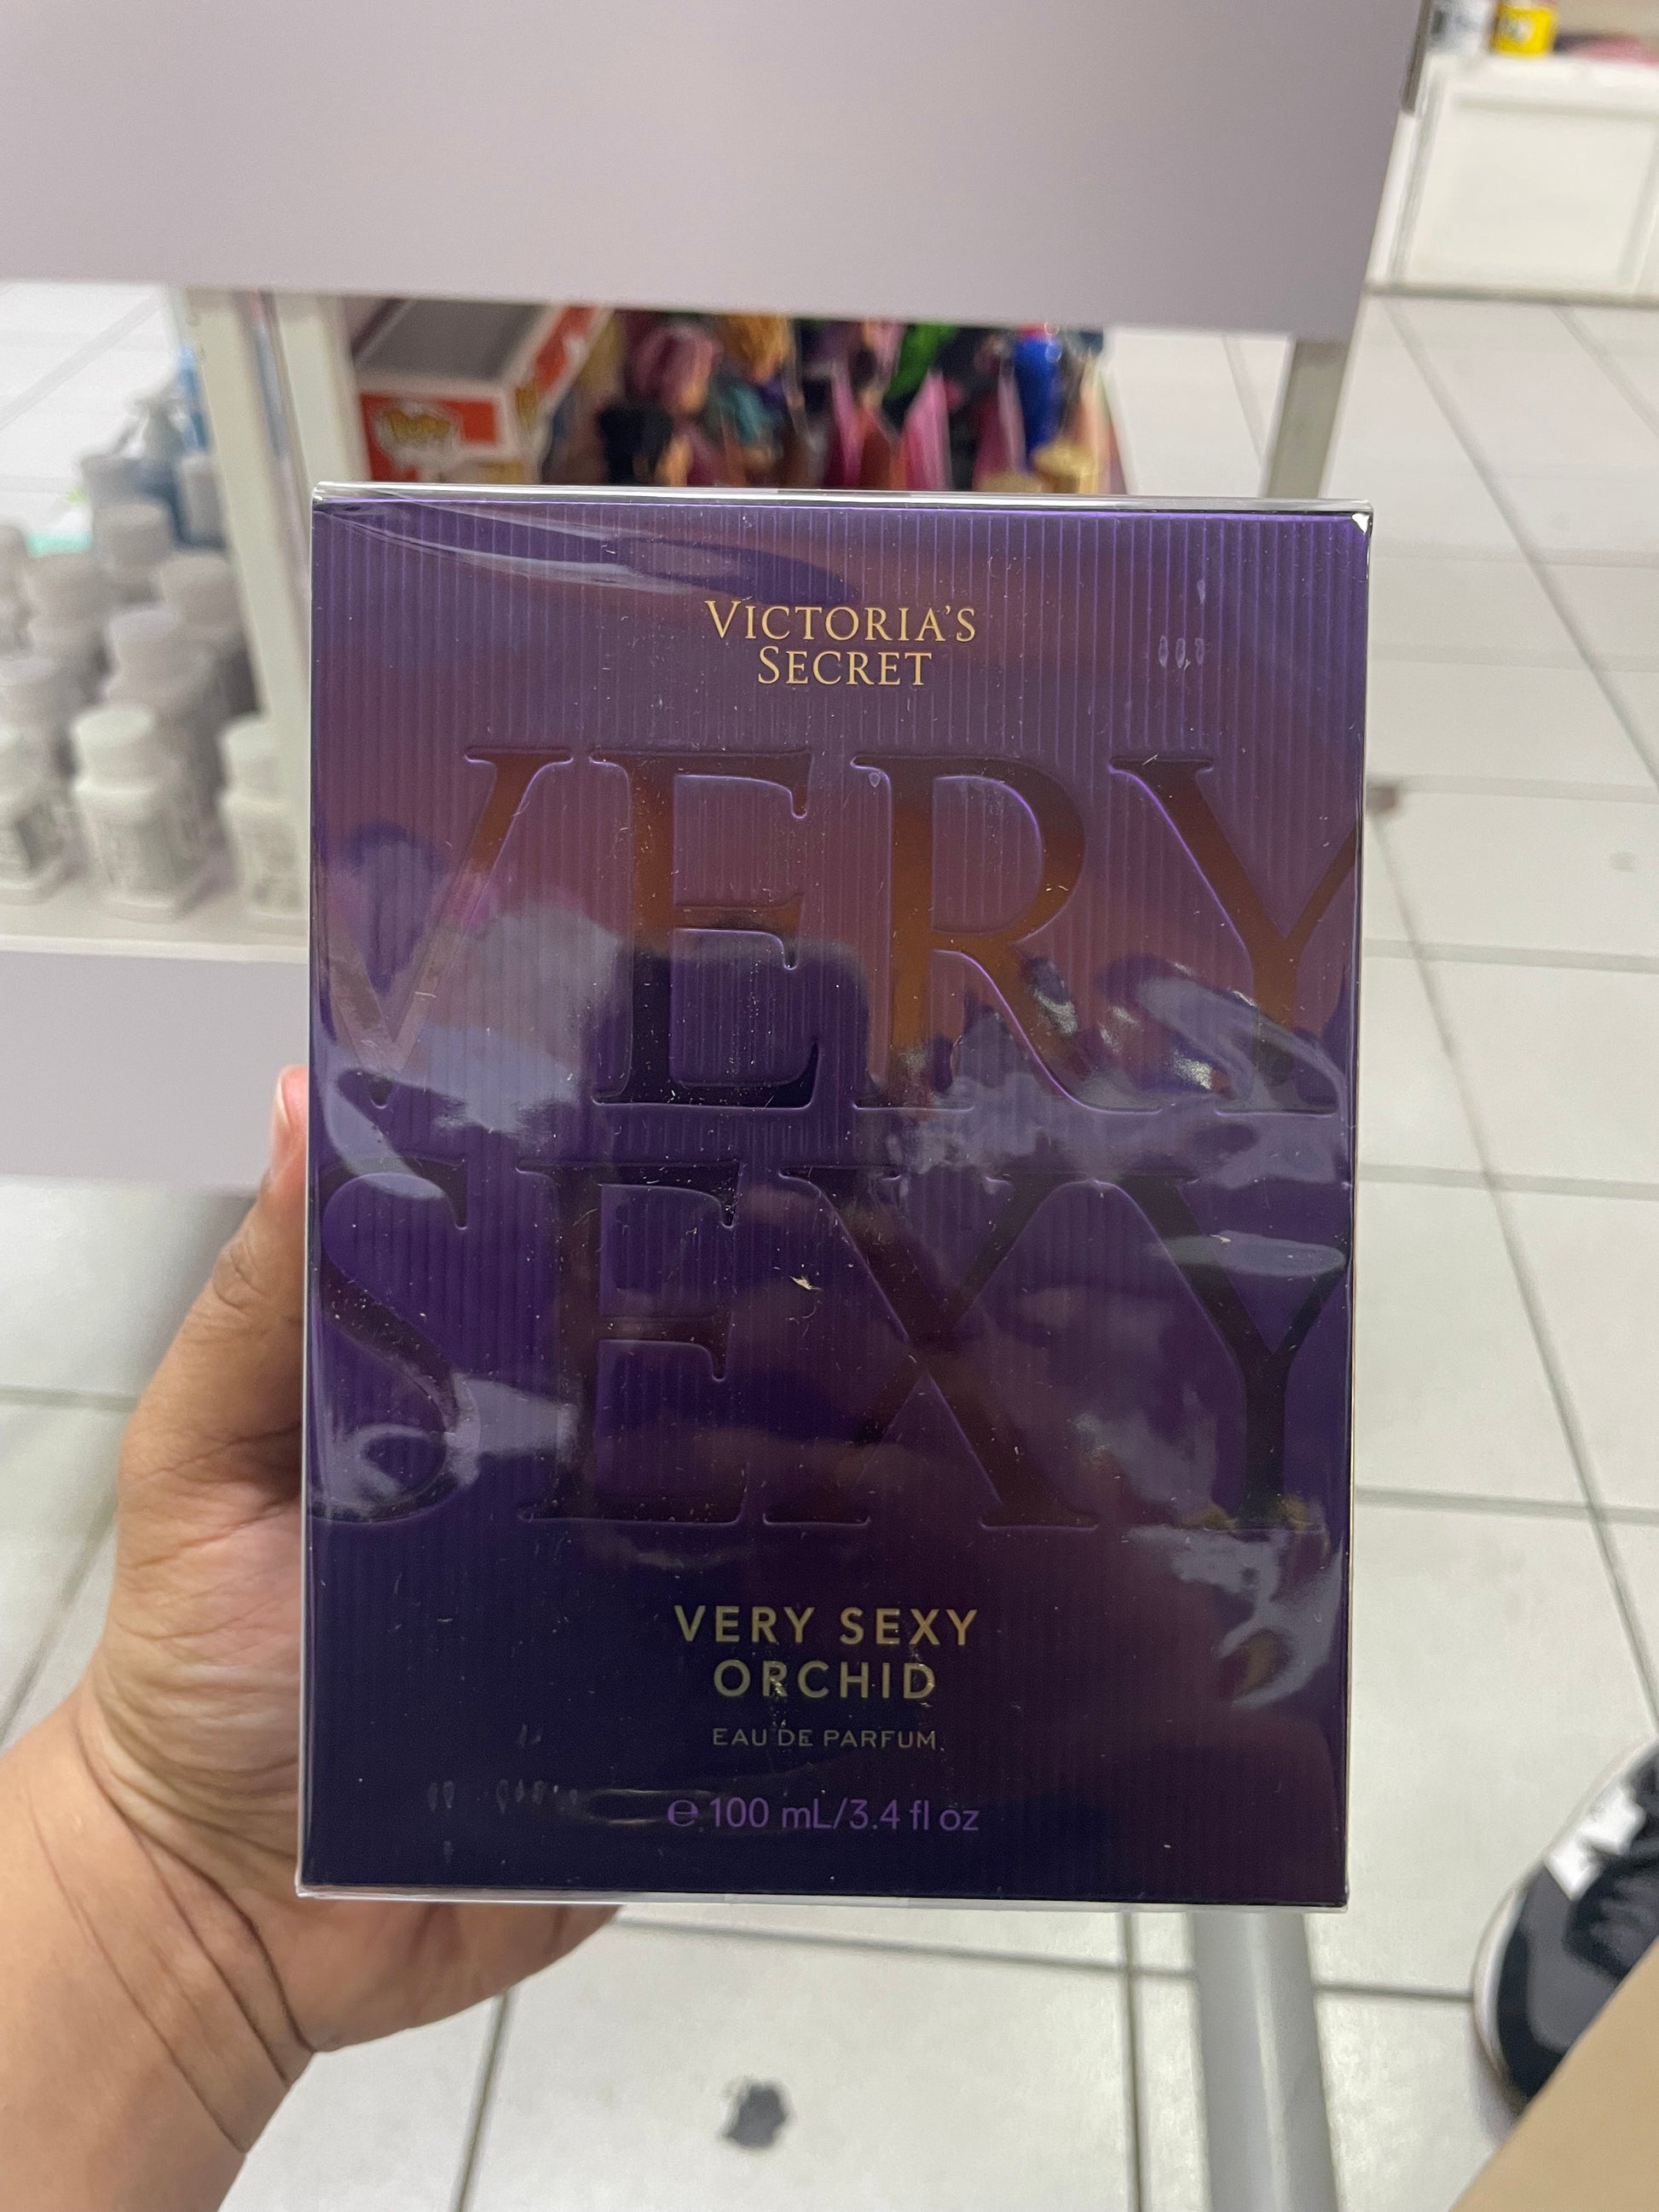 VICTORIA'S
SECRET
VERY
SEXY
VERY SEXY
ORCHID
EAU DE PARFUM
℮ 100 mL/3.4 fl oz